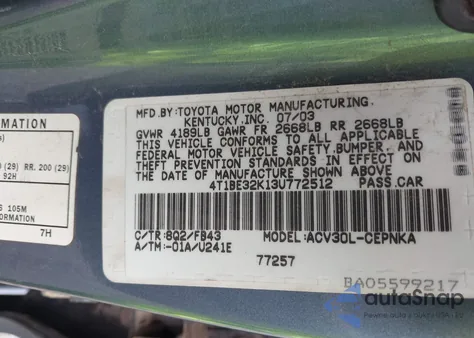 MFD.BY:TOYOTA MOTOR MANUFACTURING
KENTUCKY,INC. 07/03
GVWR 4189LB GAWR FR 2668LB RR 2668LB
THIS VEHICLE CONFORMS TO ALL APPLICABLE
FEDERAL MOTOR VEHICLE SAFETY,BUMPER, AND
THEFT PREVENTION STANDARDS IN EFFECT ON
THE DATE OF MANUFACTURE SHOWN ABOVE.
4T1BE32K13U772512 PASS.CAR
C/TR:8Q2/FB43 MODEL:ACV30L-CEPNKA
A/TM:-01A/U241E
77257
BA05599217
MATION
(29) RR. 200 (29)
92H
S 105M
FORMATION
7H
autoSnap